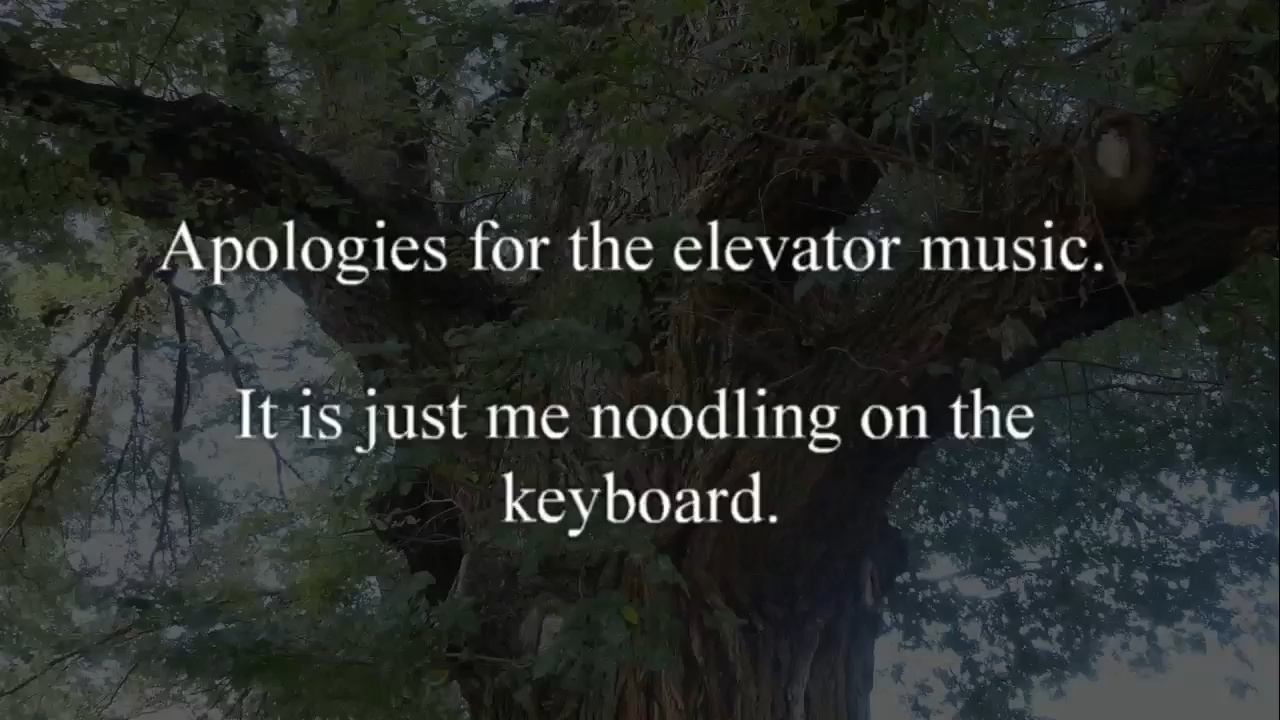 Apologies for the elevator music.
It is just me noodling on the
keyboard.